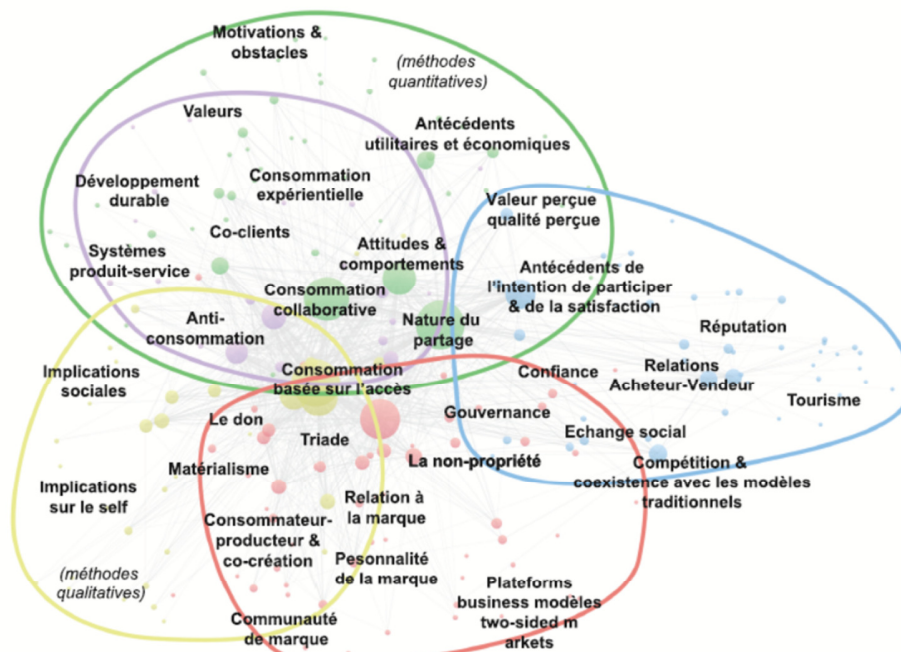 Motivations &
obstacles
(méthodes
quantitatives)
Valeurs
Antécédents
utilitaires et économiques
Développement
durable
Consommation
expérientielle
Valeur perçue
qualité perçue
Co-clients
Attitudes &
comportements
Systèmes
produit-service
Antécédents de
l'intention de participer
& de la satisfaction
Consommation
collaborative
Anti-
consommation
Nature du
partage
Réputation
Implications
sociales
Consommation
basée sur l'accès
Confiance
Relations
Acheteur-Vendeur
Tourisme
Le don
Gouvernance
Triade
Echange social
Matérialisme
La non-propriété
Compétition &
coexistence avec les modèles
traditionnels
Implications
sur le self
Relation à
la marque
Consommateur-
producteur &
co-création
Pesonnalité
de la marque
(méthodes
qualitatives)
Plateforms
business modèles
two-sided m
arkets
Communauté
de marque